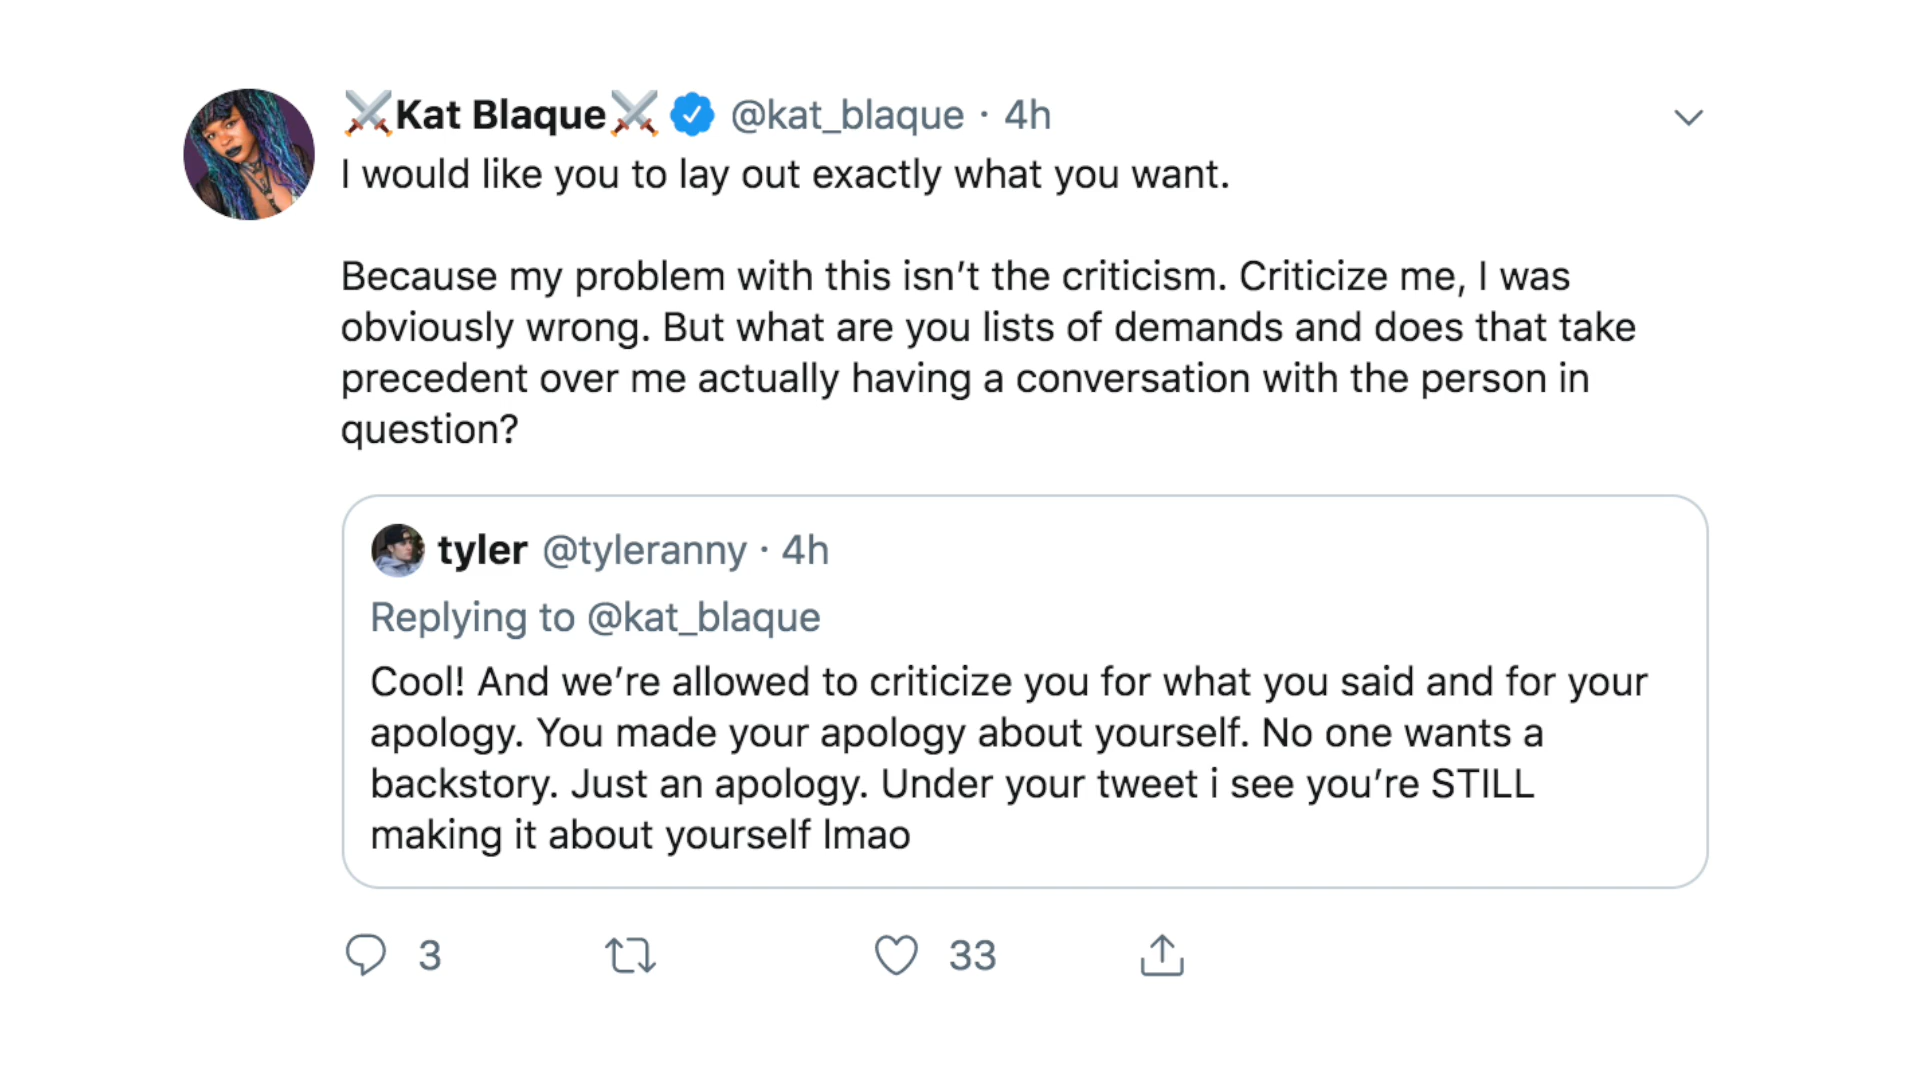 ⚔️Kat Blaque⚔️ @kat_blaque · 4h
I would like you to lay out exactly what you want.
Because my problem with this isn’t the criticism. Criticize me, I was
obviously wrong. But what are you lists of demands and does that take
precedent over me actually having a conversation with the person in
question?
tyler @tyleranny · 4h
Replying to @kat_blaque
Cool! And we’re allowed to criticize you for what you said and for your
apology. You made your apology about yourself. No one wants a
backstory. Just an apology. Under your tweet i see you’re STILL
making it about yourself lmao
3 33